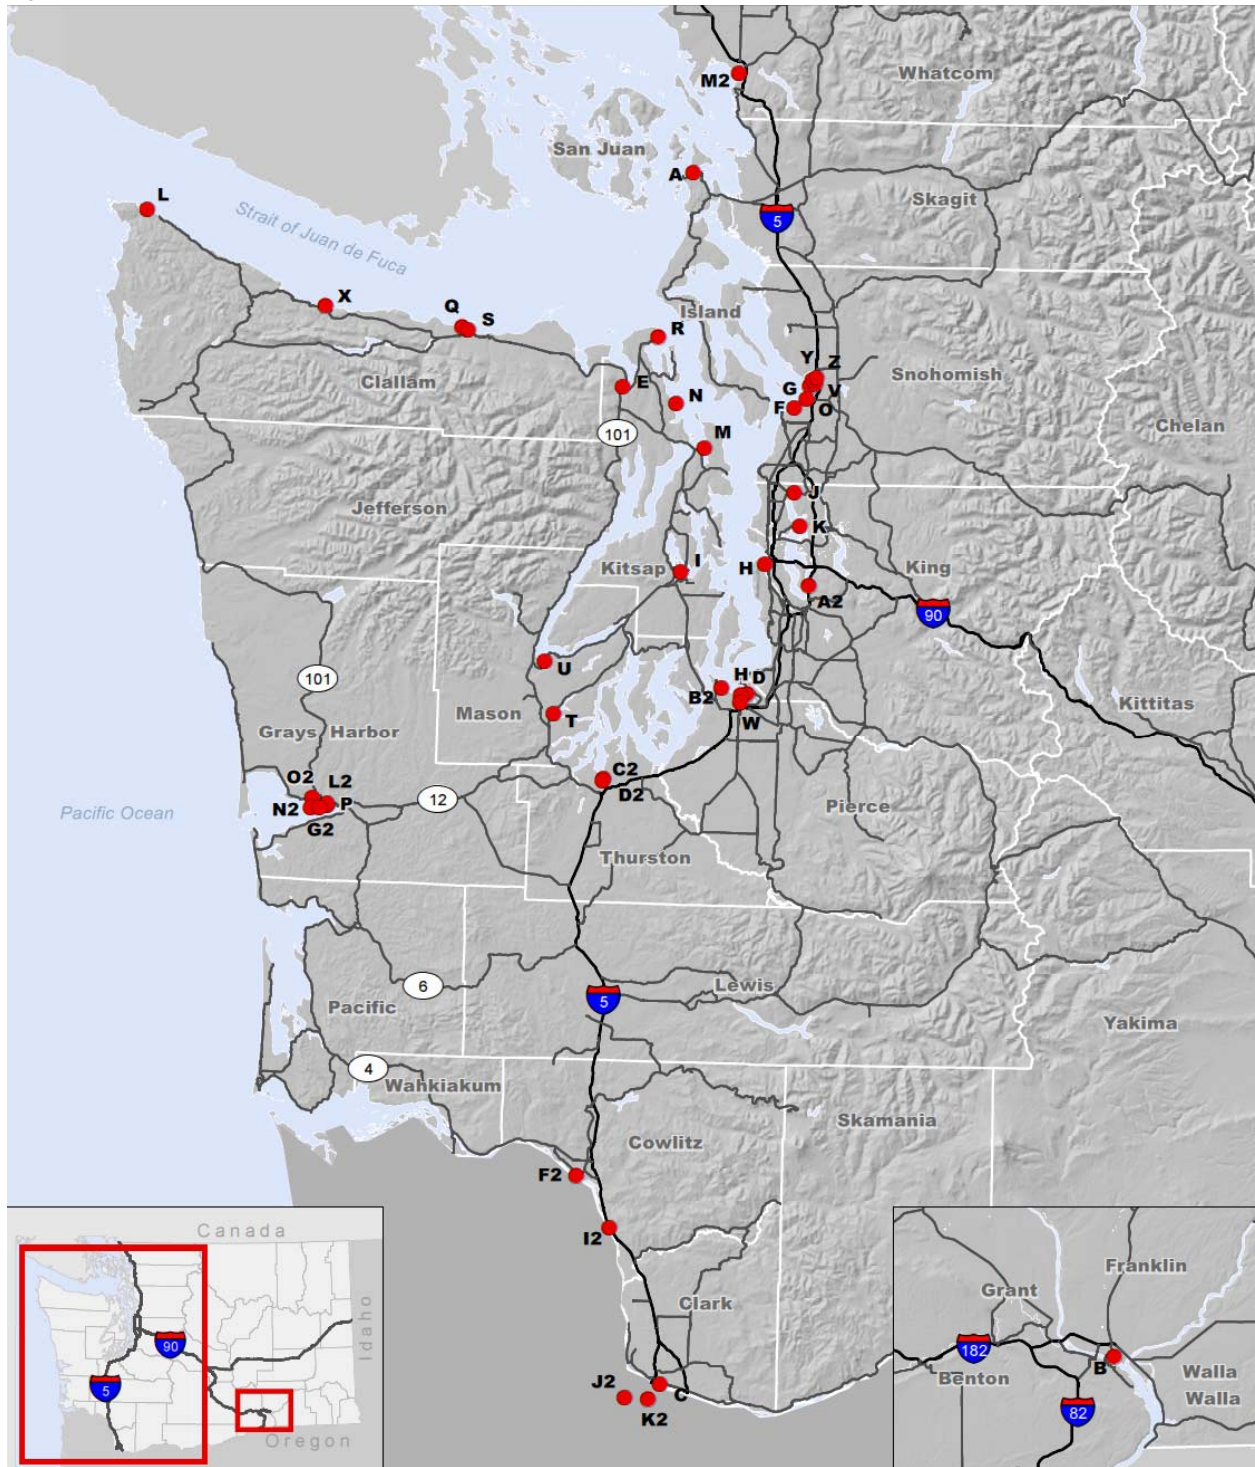 M2
Whatcom
San Juan
A
Skagit
L
Strait of Juan de Fuca
5
X
Q
S
R
Island
Y
Z
Snohomish
Clallam
E
N
G
V
F
O
Chelan
101
M
J
Jefferson
K
Kitsap
I
H
King
A2
90
U
101
H
D
B2
Kittitas
Mason
T
W
Grays Harbor
O2
L2
C2
D2
Pacific Ocean
N2
P
12
Pierce
G2
Thurston
6
Lewis
5
Pacific
Yakima
4
Wahkiakum
Skamania
Cowlitz
F2
I2
Canada
Franklin
Grant
Clark
Idaho
90
182
B
Walla
Walla
Benton
5
J2
C
K2
82
Oregon